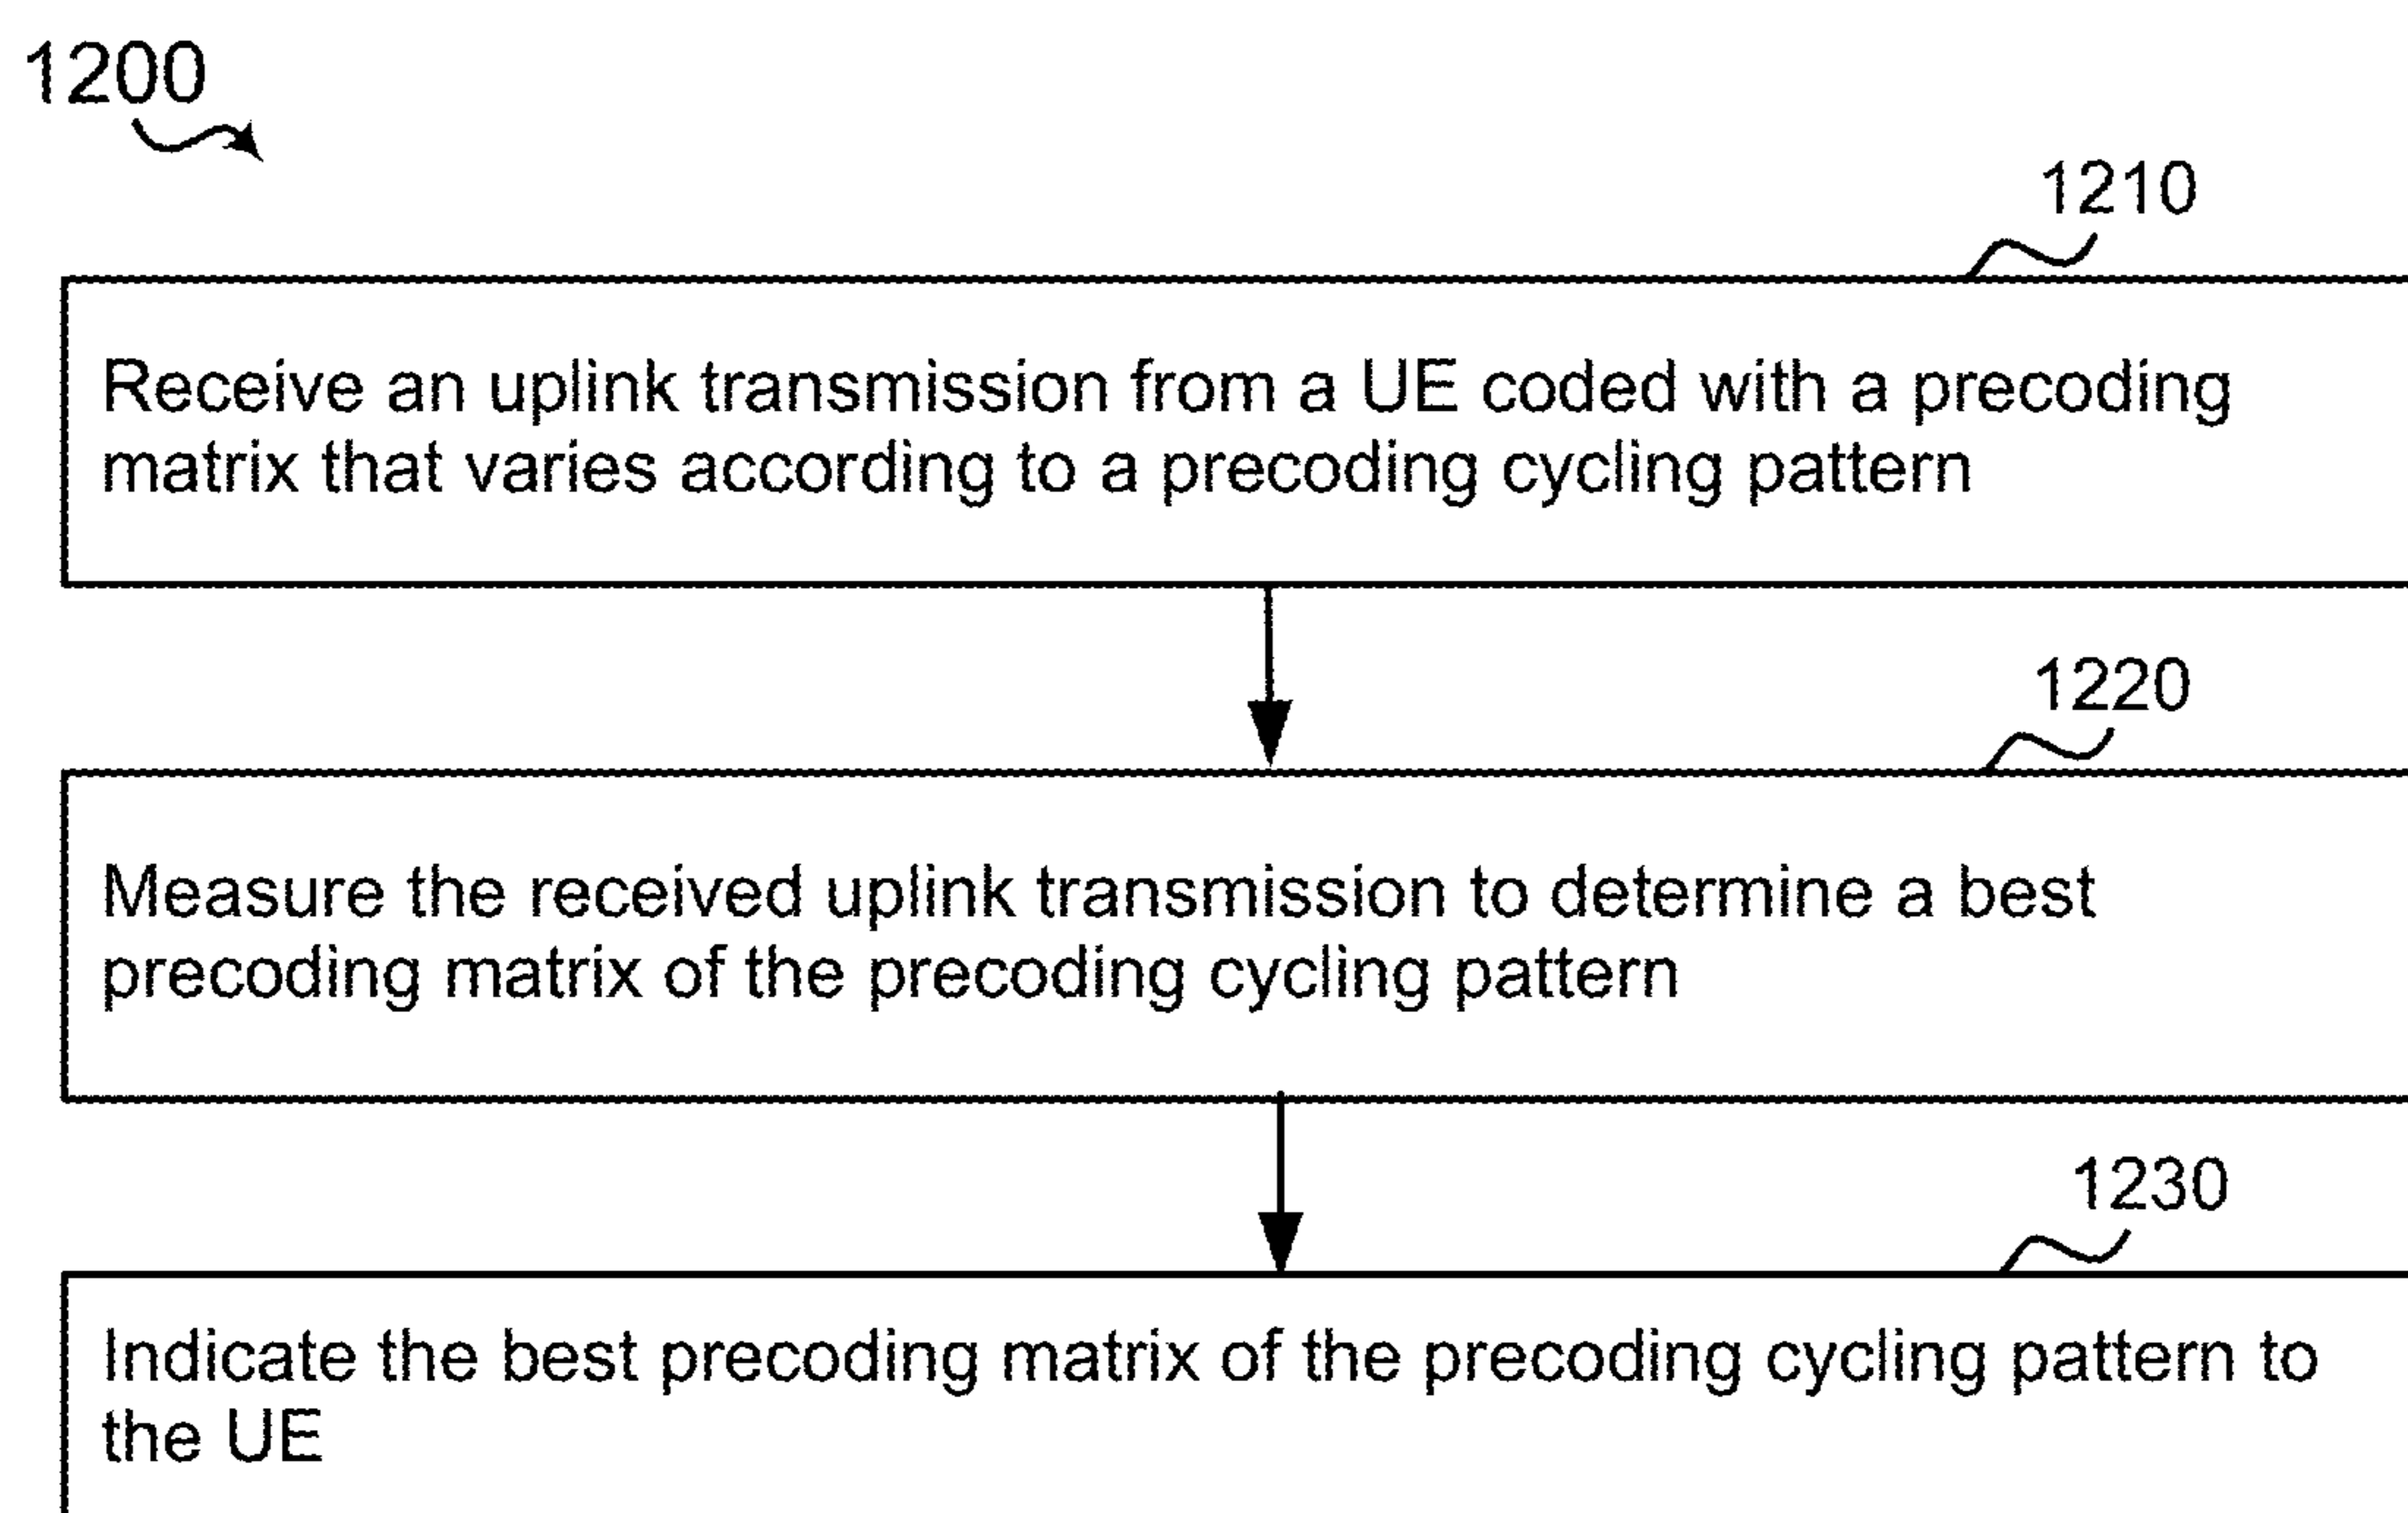 1200
1210
Receive an uplink transmission from a UE coded with a precoding
matrix that varies according to a precoding cycling pattern
1220
Measure the received uplink transmission to determine a best
precoding matrix of the precoding cycling pattern
1230
Indicate the best precoding matrix of the precoding cycling pattern to
the UE